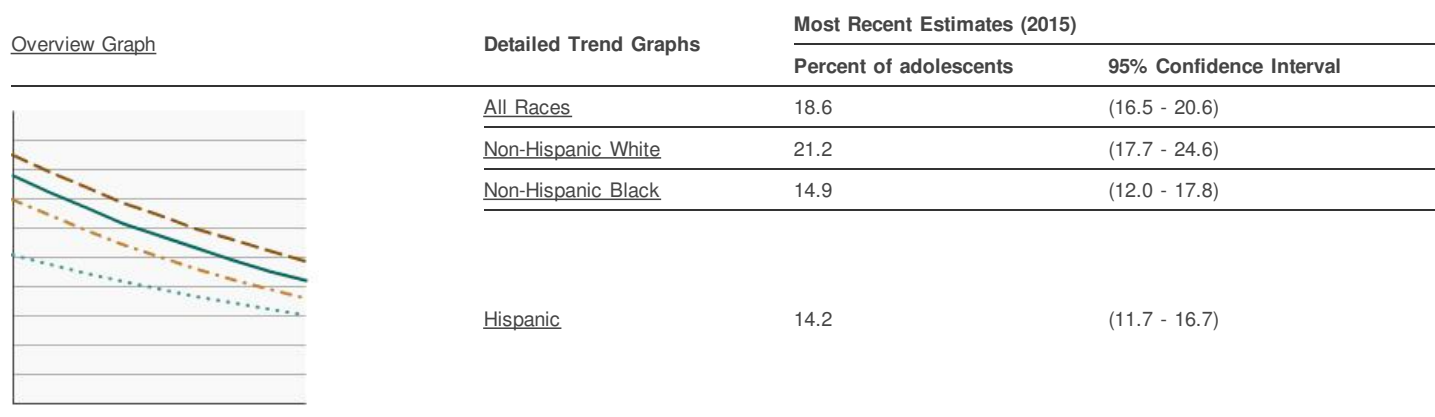 Overview Graph
Detailed Trend Graphs
Most Recent Estimates (2015)
Percent of adolescents 95% Confidence Interval
All Races 18.6 (16.5 - 20.6)
Non-Hispanic White 21.2 (17.7 - 24.6)
Non-Hispanic Black 14.9 (12.0 - 17.8)
Hispanic 14.2 (11.7 - 16.7)